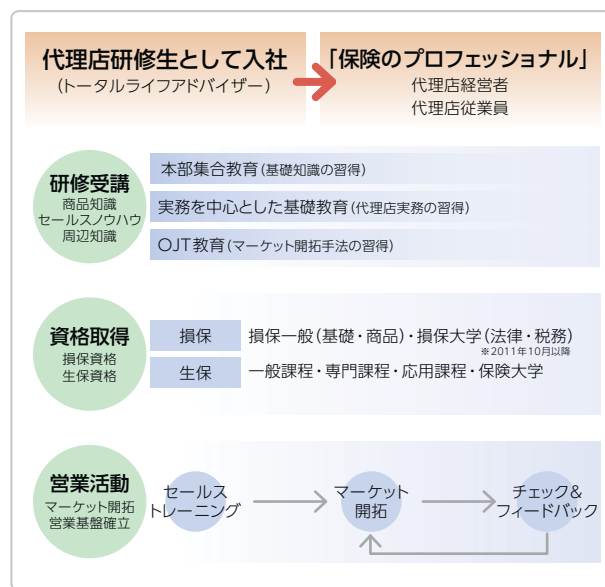 代理店研修生として入社
(トータルライフアドバイザー)
「保険のプロフェッショナル」
代理店経営者
代理店従業員
研修受講
商品知識
セールスノウハウ
周辺知識
本部集合教育(基礎知識の習得)
実務を中心とした基礎教育(代理店実務の習得)
OJT教育(マーケット開拓手法の習得)
資格取得
損保資格
生保資格
損保 損保一般(基礎・商品)・損保大学(法律・税務)
※2011年10月以降
生保 一般課程・専門課程・応用課程・保険大学
営業活動
マーケット開拓
営業基盤確立
セールス
トレーニング
マーケット
開拓
チェック&
フィードバック